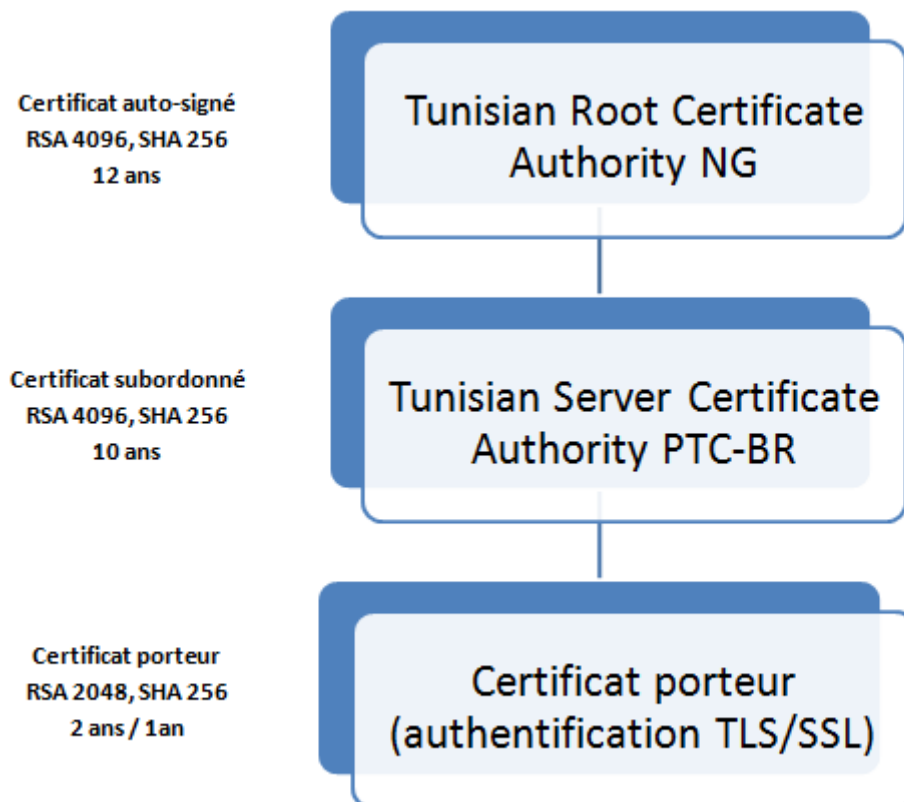 Certificat auto-signé
RSA 4096, SHA 256
12 ans
Tunisian Root Certificate
Authority NG
Certificat subordonné
RSA 4096, SHA 256
10 ans
Tunisian Server Certificate
Authority PTC-BR
Certificat porteur
RSA 2048, SHA 256
2 ans / 1an
Certificat porteur
(authentification TLS/SSL)